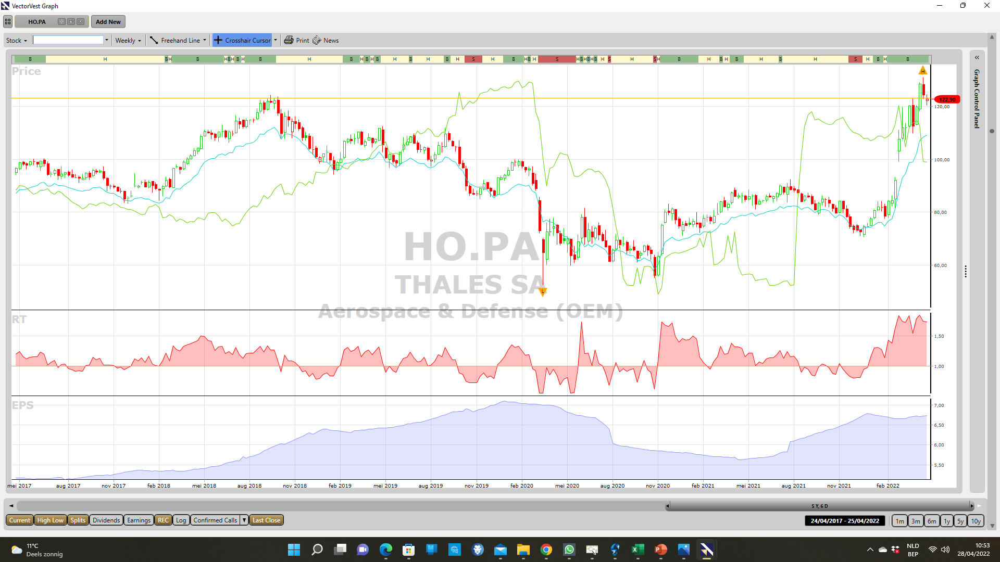 VectorVest Graph
HO.PA Add New
Stock Weekly Freehand Line Crosshair Cursor Print News
B H B H B H B H B H B H B H B H B H B H B H S H B H B H S H B H B H B H S H S H B H B H B H B H S H B H B
Price
H
122,90
120,00
100,00
80,00
60,00
HO.PA
THALES SA
L
Aerospace & Defense (OEM)
RT
1,50
1,00
EPS
7,00
6,50
6,00
5,50
mei 2017 aug 2017 nov 2017 feb 2018 mei 2018 aug 2018 nov 2018 feb 2019 mei 2019 aug 2019 nov 2019 feb 2020 mei 2020 aug 2020 nov 2020 feb 2021 mei 2021 aug 2021 nov 2021 feb 2022
«
Graph Control Panel
5 Y, 6 D
Current High Low Splits Dividends Earnings REC Log Confirmed Calls Last Close
24/04/2017 - 25/04/2022 1m 3m 6m 1y 5y 10y
11°C
Deels zonnig
NLD
BEP
10:53
28/04/2022